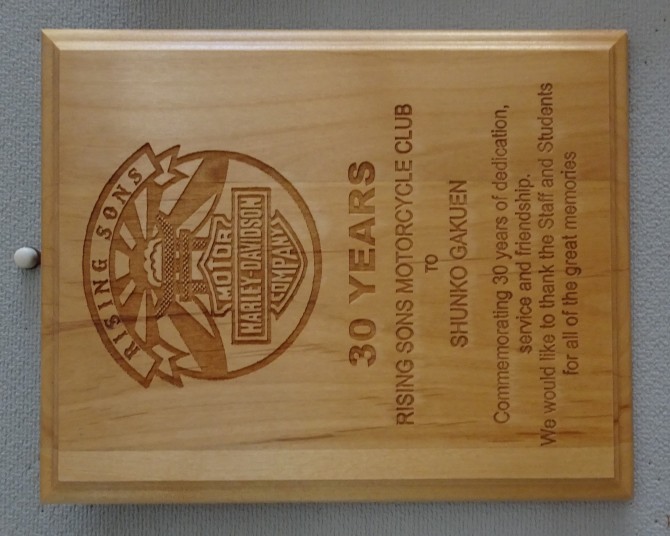 RISING SONS
MOTOR
HARLEY-DAVIDSON
COMPANY
30 YEARS
RISING SONS MOTORCYCLE CLUB
TO
SHUNKO GAKUEN
Commemorating 30 years of dedication,
service and friendship.
We would like to thank the Staff and Students
for all of the great memories